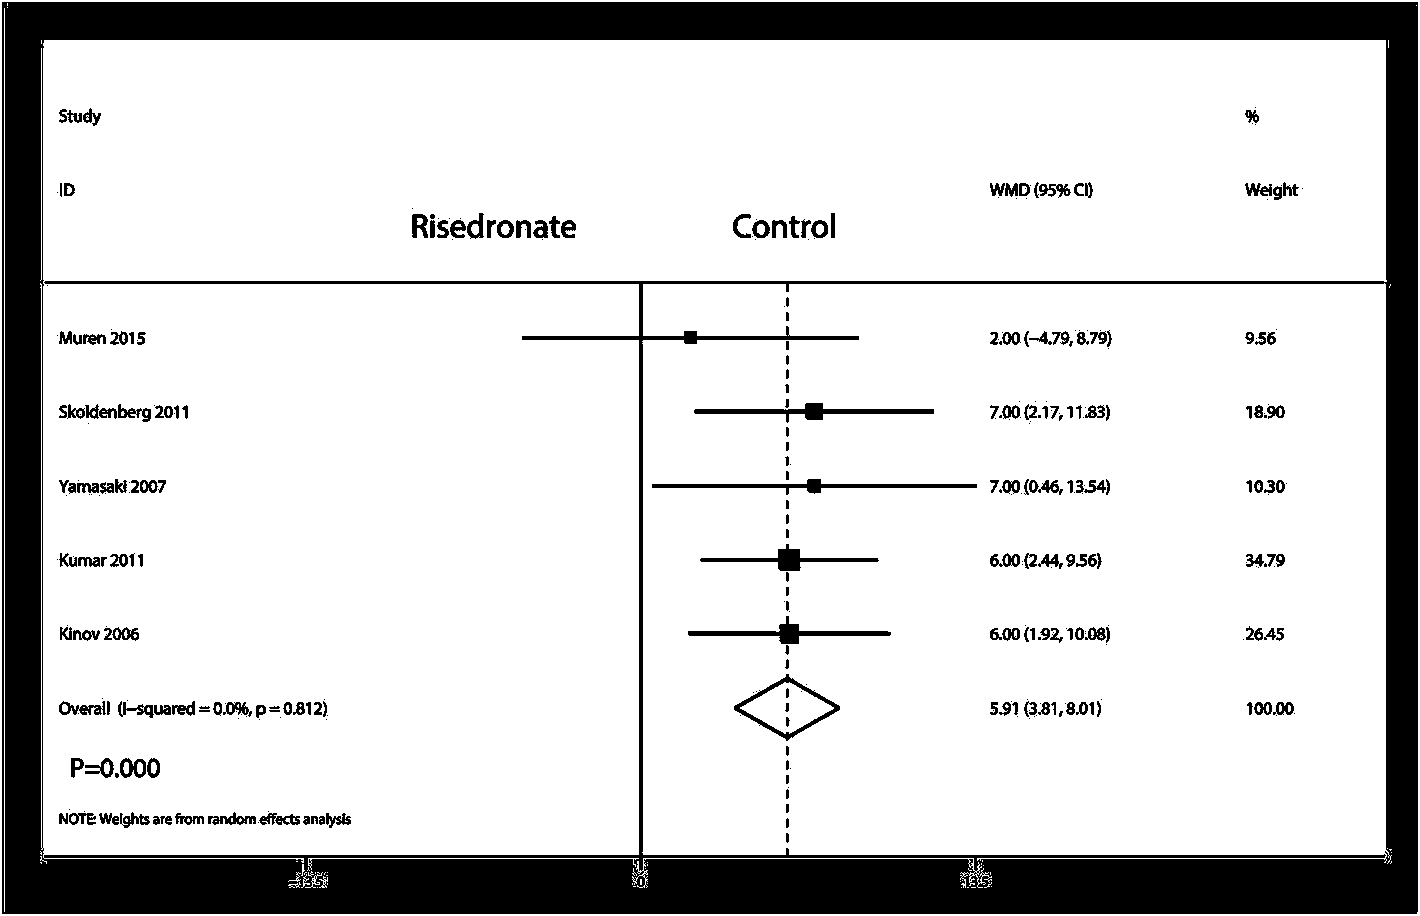 Study %
ID WMD (95% CI) Weight
Risedronate Control
Muren 2015 2.00 (−4.79, 8.79) 9.56
Skoldenberg 2011 7.00 (2.17, 11.83) 18.90
Yamasaki 2007 7.00 (0.46, 13.54) 10.30
Kumar 2011 6.00 (2.44, 9.56) 34.79
Kinov 2006 6.00 (1.92, 10.08) 26.45
Overall (I−squared = 0.0%, p = 0.812) 5.91 (3.81, 8.01) 100.00
P=0.000
NOTE: Weights are from random effects analysis
−13.5 0 13.5